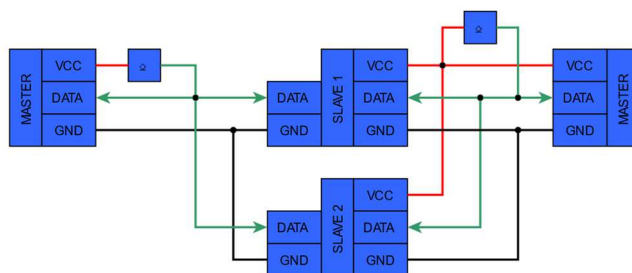 MASTER
VCC
DATA
GND
Ω
DATA
GND
SLAVE 1
VCC
DATA
GND
Ω
VCC
DATA
GND
MASTER
DATA
GND
SLAVE 2
VCC
DATA
GND